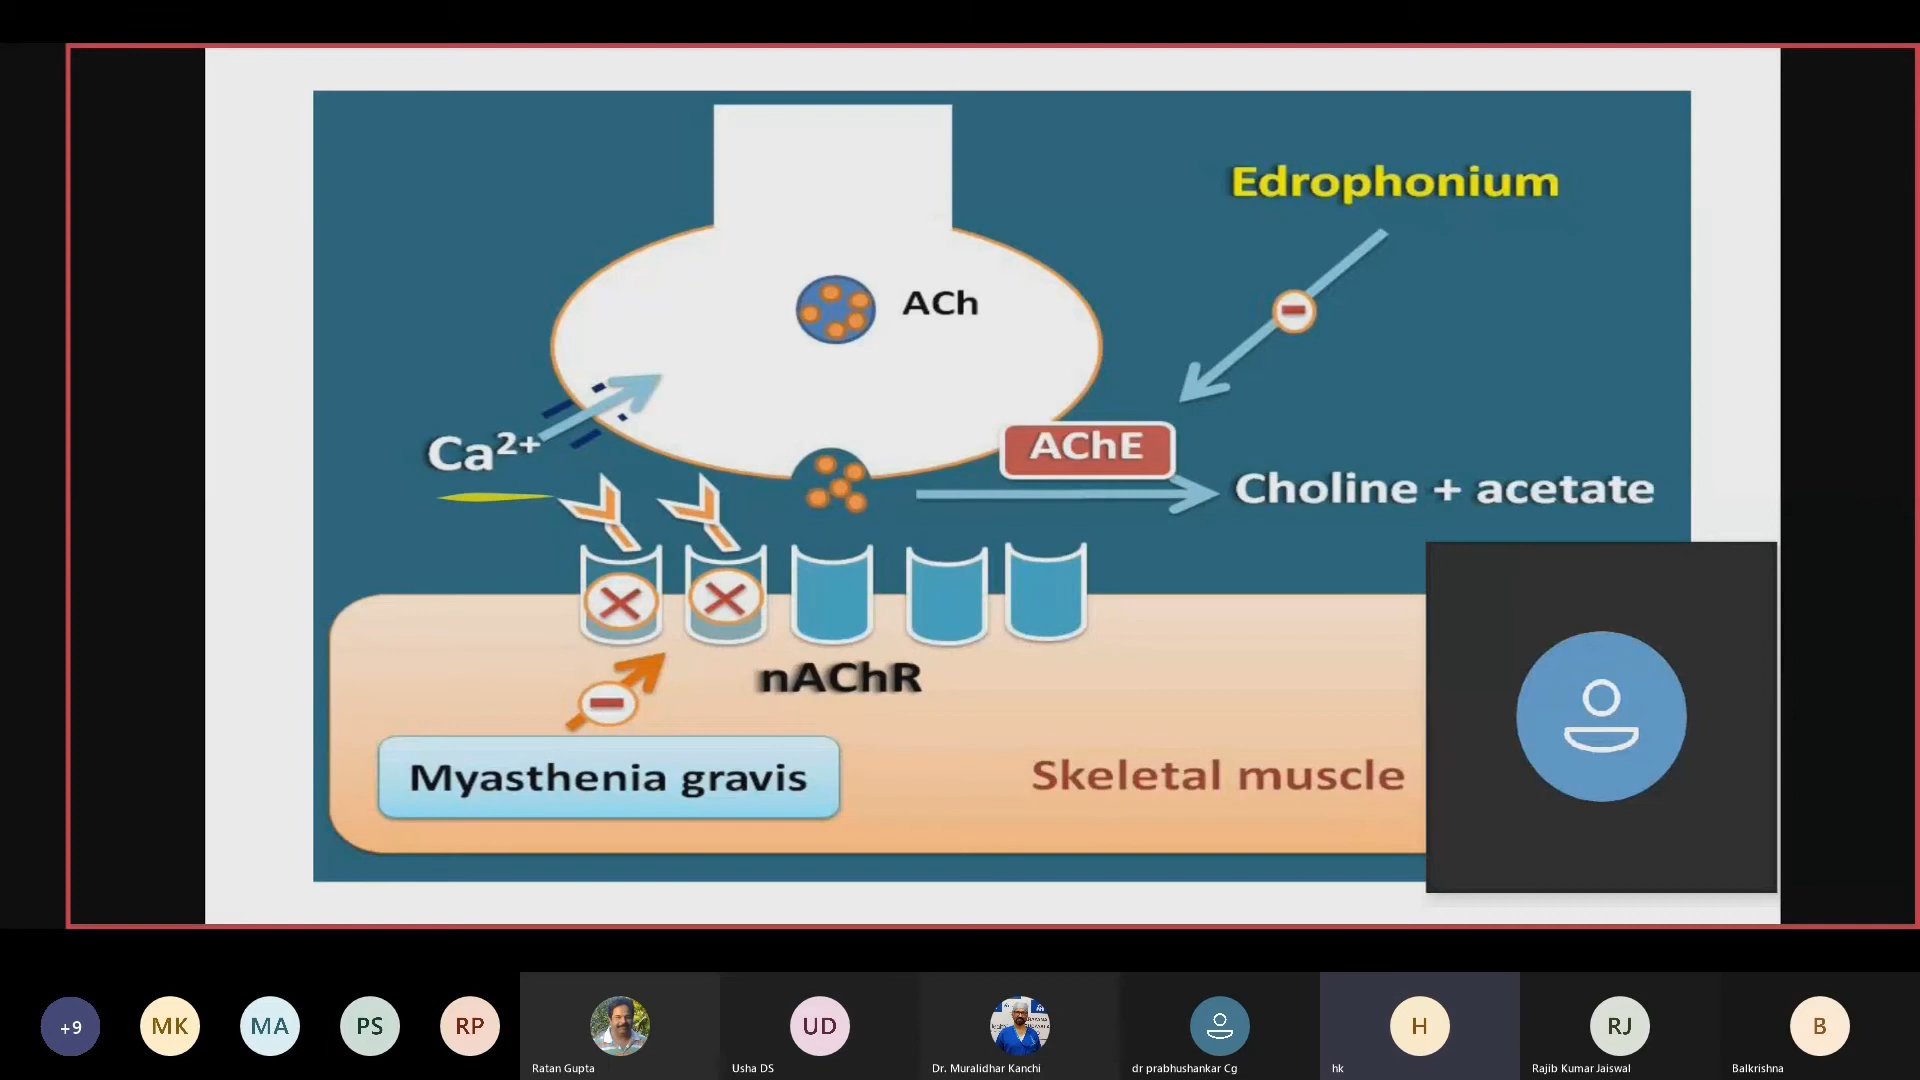 Edrophonium
ACh
Ca²⁺
AChE
Choline + acetate
nAChR
Myasthenia gravis
Skeletal muscle
+9
MK
MA
PS
RP
Ratan Gupta
UD
Usha DS
Dr. Muralidhar Kanchi
dr prabhushankar Cg
H
hk
RJ
Rajib Kumar Jaiswal
B
Balkrishna